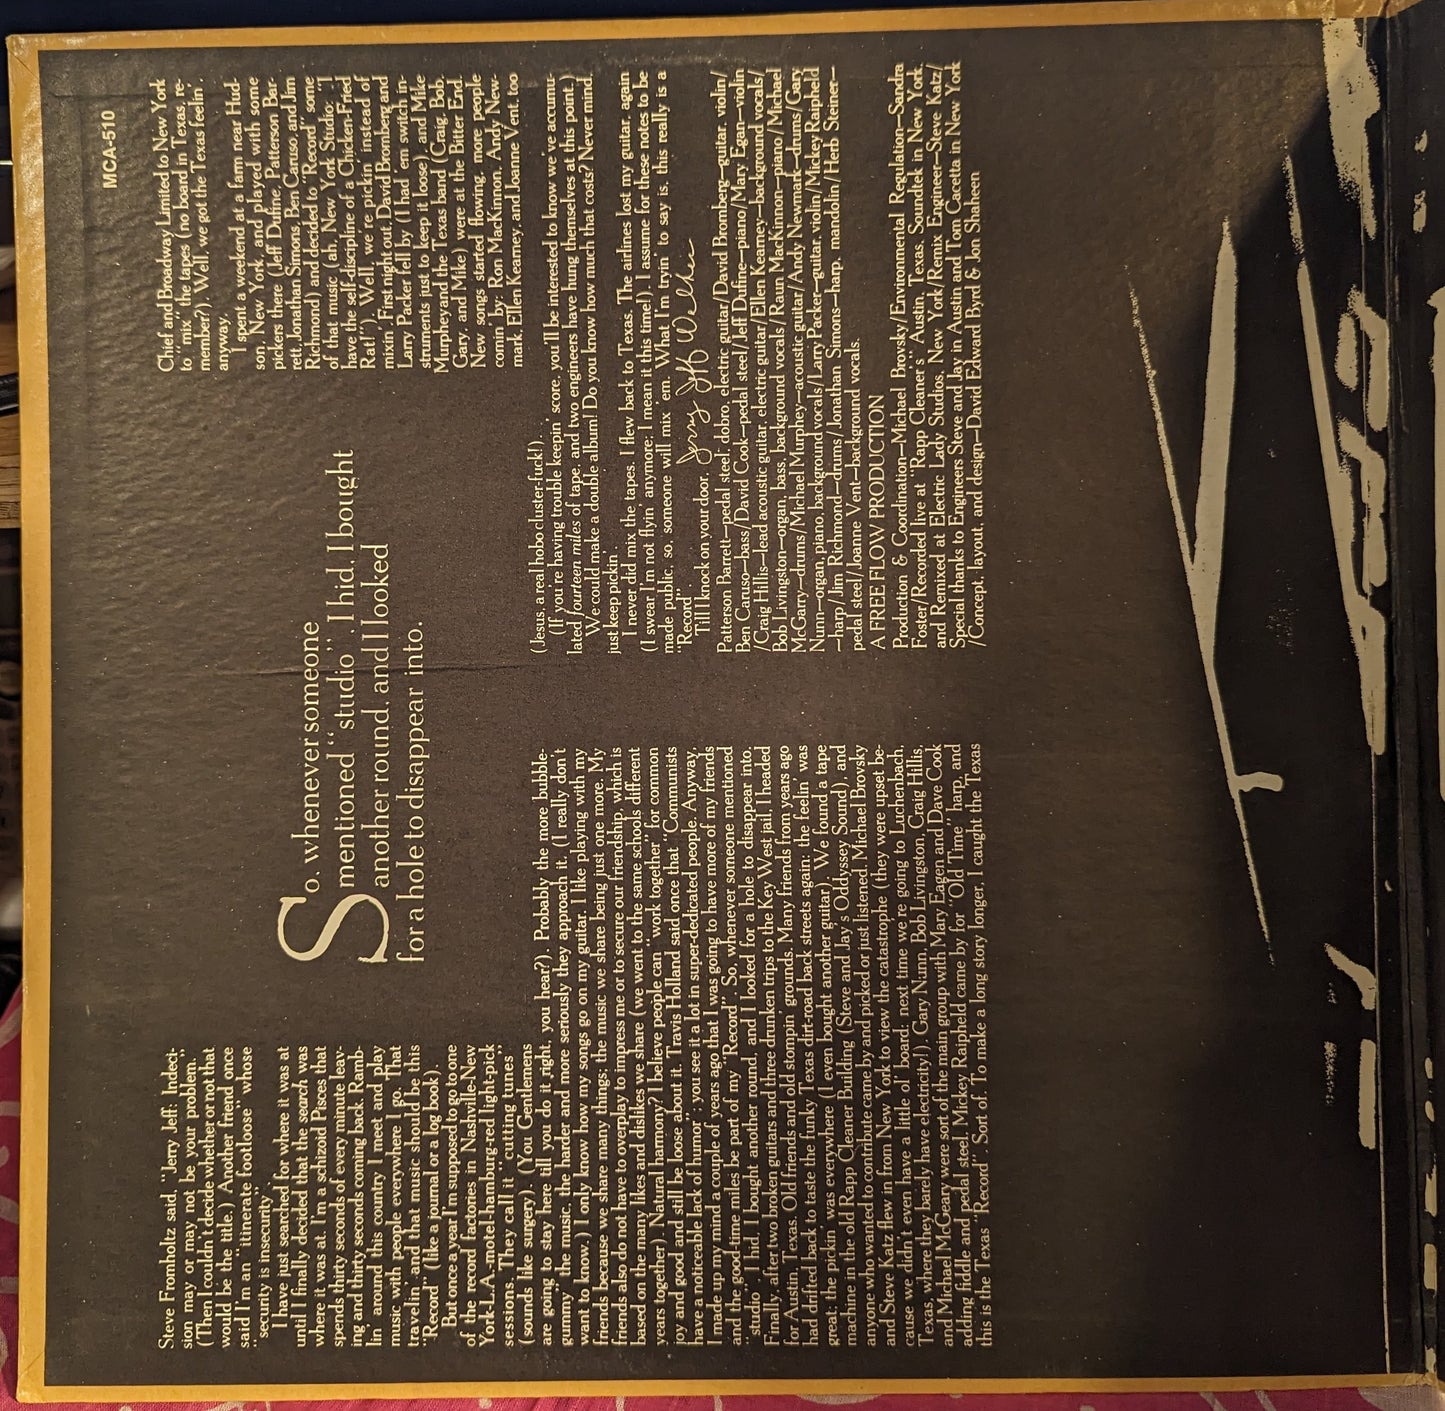 MCA-510
So, whenever someone
mentioned "studio", I hid, I bought
another round, and I looked
for a hole to disappear into.
Steve Fromholtz said, "Jerry Jeff, Indeci-
sion may or may not be your problem."
(Then I couldn't decide whether or not that
would be the title.) Another friend once
said I'm an "itinerate footloose" whose
"security is insecurity."
I have just searched for where it was at
until I finally decided that the search was
where it was at. I'm a schizoid Pisces that
spends thirty seconds of every minute leav-
ing and thirty seconds coming back. Ramb-
lin' around this country I meet and play
music with people everywhere I go. That
travelin', and that music should be this
"Record" (like a journal or a log book).
But once a year I'm supposed to go to one
of the record factories in Nashville-New
York-L.A.-motel-hamburg-red light-pick
sessions. They call it "cutting tunes"
(sounds like surgery). (You Gentlemens
are going to stay here till you do it right, you hear?). Probably the more bubble-
gummy the music, the harder and more seriously they approach it. (I really don't
want to know.) I only know how my songs go on my guitar. I like playing with my
friends because we share many things; the music we share being just one more. My
friends also do not have to overplay to impress me or to secure our friendship, which is
based on the many likes and dislikes we share (we went to the same schools different
years together). Natural harmony? I believe people can "work together" for common
joy and good and still be loose about it. Travis Holland said once that "Communists
have a noticeable lack of humor"; you see it a lot in super-dedicated people. Anyway,
I made up my mind a couple of years ago that I was going to have more of my friends
and the good-time miles be part of my "Record". So, whenever someone mentioned
"studio", I hid, I bought another round, and I looked for a hole to disappear into.
Finally, after two broken guitars and three drunken trips to the Key West jail I headed
for Austin, Texas. Old friends and old stompin' grounds. Many friends from years ago
had drifted back to taste the funky Texas dirt-road back streets again; the feelin' was
great; the pickin' was everywhere (I even bought another guitar). We found a tape
machine in the old Rapp Cleaner Building (Steve and Jay's Oddyssey Sound), and
anyone who wanted to contribute came by and picked or just listened. Michael Brovsky
and Steve Katz flew in from New York to view the catastrophe (they were upset be-
cause we didn't even have a little ol' board; next time we're going to Luchenbach,
Texas, where they barely have electricity!). Gary Nunn, Bob Livingston, Craig Hillis,
and Michael McGeary were sort of the main group with Mary Eagen and Dave Cook
adding fiddle and pedal steel. Mickey Raipheld came by for "Old Time" harp, and
this is the Texas "Record". Sort of. To make a long story longer, I caught the Texas
Chief and Broadway Limited to New York
to "mix" the tapes (no board in Texas, re-
member?). Well, we got the Texas feelin',
anyway.
I spent a weekend at a farm near Hud-
son, New York, and played with some
pickers there (Jeff Dufine, Patterson Bar-
rett, Jonathan Simons, Ben Caruso and Jim
Richmond) and decided to "Record" some
of that music (ah, New York Studio; "I
have the self-discipline of a Chicken-Fried
Rat!"). Well, we're pickin' instead of
mixin'. First night out, David Bromberg and
Larry Packer fell by (I had 'em switch in-
struments just to keep it loose), and Mike
Murphey and the Texas band (Craig, Bob,
Gary, and Mike) were at the Bitter End.
New songs started flowing, more people
comin' by: Ron MacKinnon, Andy New-
mark, Ellen Kearney, and Joanne Vent, too
(Jesus, a real hobo cluster-fuck!).
(If you're having trouble keepin' score, you'll be interested to know we've accumu-
lated fourteen miles of tape, and two engineers have hung themselves at this point.)
We could make a double album! Do you know how much that costs? Never mind,
just keep pickin'.
I never did mix the tapes. I flew back to Texas. The airlines lost my guitar, again
(I swear I'm not flyin' anymore; I mean it this time!). I assume for these notes to be
made public, so, someone will mix 'em. What I'm tryin' to say is, this really is a
"Record".
Till I knock on your door, Jerry Jeff Walker
Patterson Barrett—pedal steel, dobro, electric guitar/David Bromberg—guitar, violin/
Ben Caruso—bass/David Cook—pedal steel/Jeff Dufine—piano/Mary Egan—violin
/Craig Hillis—lead acoustic guitar, electric guitar/Ellen Kearney—background vocals/
Bob Livingston—organ, bass, background vocals/Raun MacKinnon—piano/Michael
McGarry—drums/Michael Murphey—acoustic guitar/Andy Newmark—drums/Gary
Nunn—organ, piano, background vocals/Larry Packer—guitar, violin/Mickey Raipheld
—harp/Jim Richmond—drums/Jonathan Simons—harp, mandolin/Herb Steiner—
pedal steel/Joanne Vent—background vocals.
A FREE FLOW PRODUCTION
Production & Coordination—Michael Brovsky/Environmental Regulation—Sandra
Foster/Recorded live at "Rapp Cleaner's" Austin, Texas, Soundtek in New York,
and Remixed at Electric Lady Studios, New York/Remix Engineer—Steve Katz/
Special thanks to Engineers Steve and Jay in Austin and Tom Cacetta in New York
/Concept, layout, and design—David Edward Byrd & Jon Shaheen